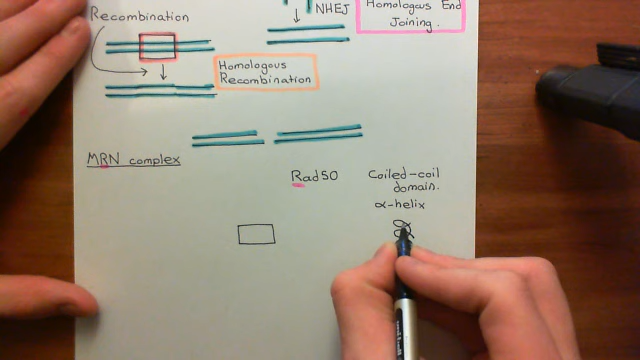 Recombination
NHEJ
Homologous End
Joining.
Homologous
Recombination
MRN complex
Rad50
Coiled-coil
domain.
α-helix